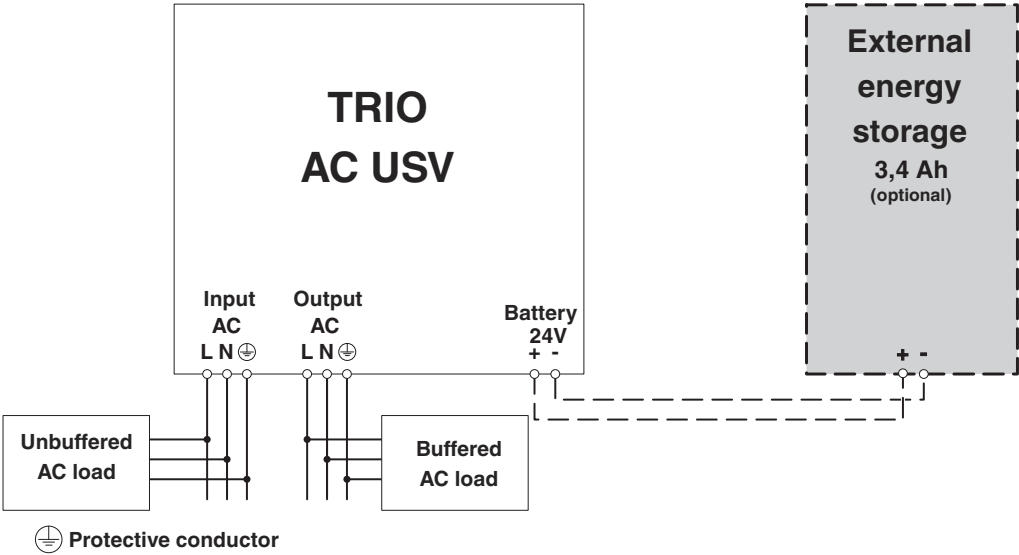 TRIO
AC USV
External
energy
storage
3,4 Ah
(optional)
Input
AC
L N
Output
AC
L N
Battery
24V
+ -
+ -
Unbuffered
AC load
Buffered
AC load
Protective conductor